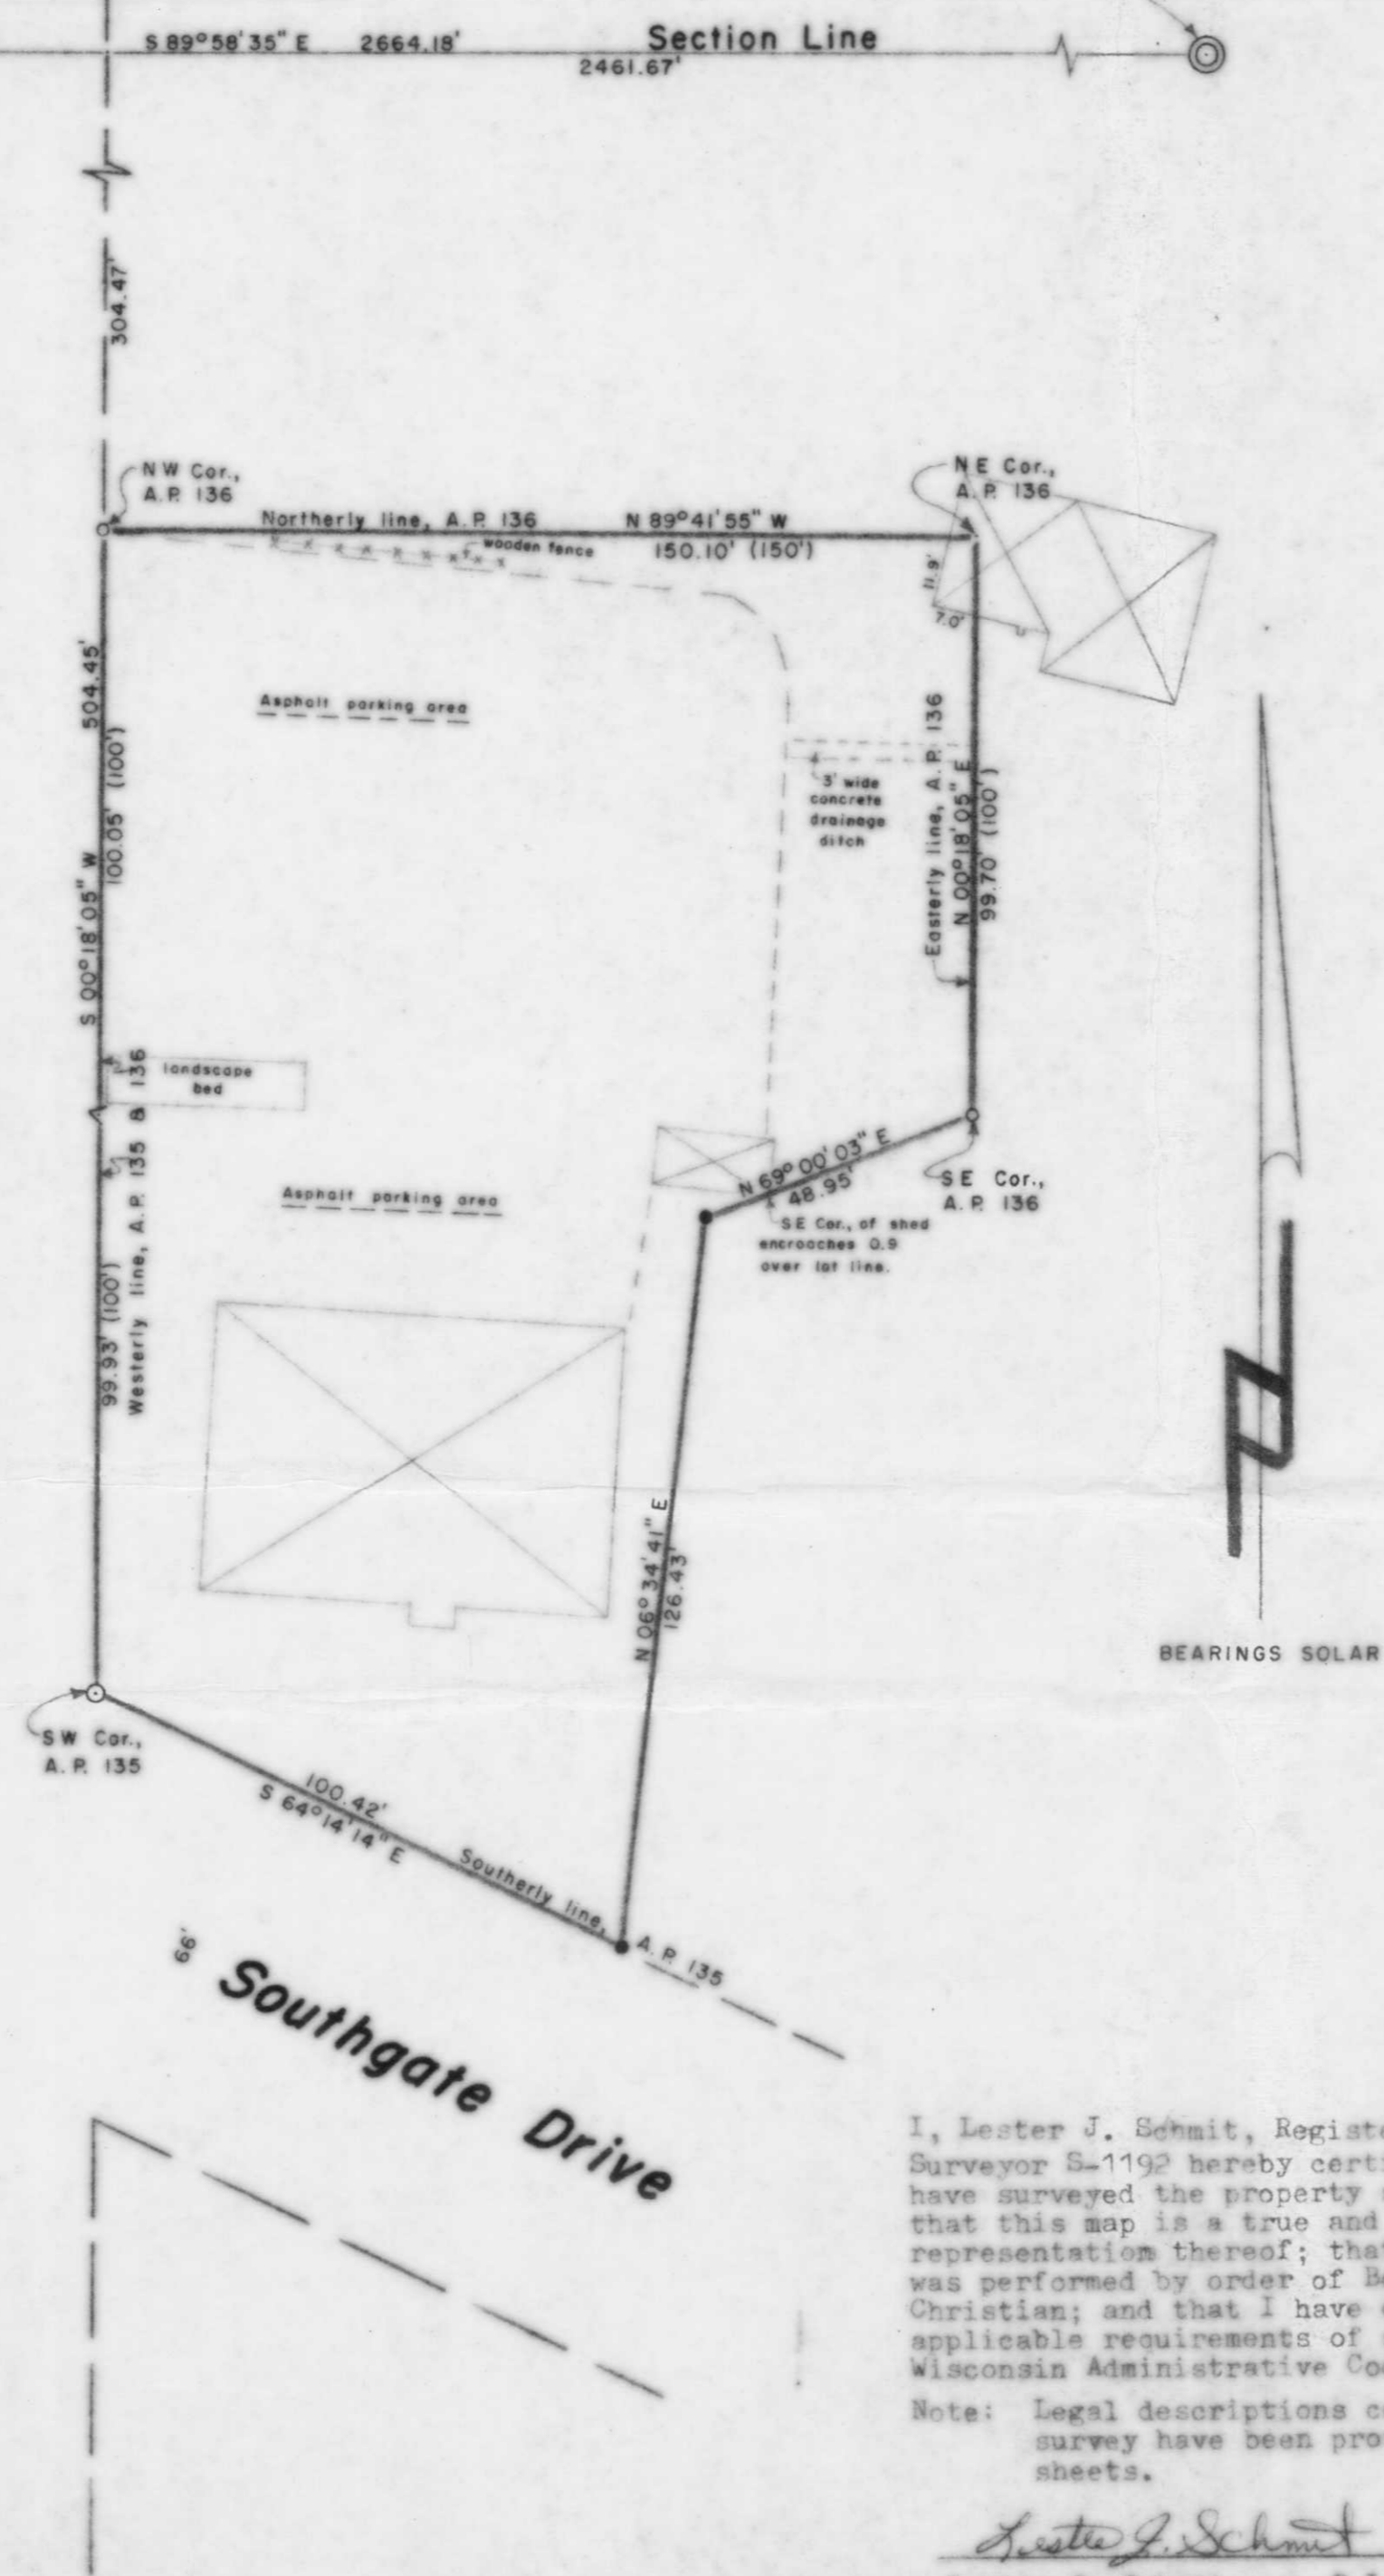 S 89°58'35" E 2664.18' Section Line
2461.67'
304.47'
NW Cor.,
A.P. 136
NE Cor.,
A.P. 136
Northerly line, A.P. 136 N 89°41'55" W
wooden fence 150.10' (150')
11.9'
7.0'
S 00°18'05" W 504.45'
100.05' (100')
Asphalt parking area
3' wide
concrete
drainage
ditch
Easterly line, A.P. 136
N 00°18'05" E
99.70' (100')
landscape
bed
99.93' (100')
Westerly line, A.P. 135 & 136
Asphalt parking area
N 69°00'03" E
48.95'
SE Cor.,
A.P. 136
SE Cor., of shed
encroaches 0.9
over lot line.
N 06°34'41" E
126.43'
BEARINGS SOLAR
SW Cor.,
A.P. 135
100.42'
S 64°14'14" E
Southerly line, A.P. 135
66'
Southgate Drive
I, Lester J. Schmit, Regist
Surveyor S-1192 hereby cert
have surveyed the property
that this map is a true and
representation thereof; tha
was performed by order of B
Christian; and that I have
applicable requirements of
Wisconsin Administrative Co
Note: Legal descriptions c
survey have been pro
sheets.
Lester J. Schmit